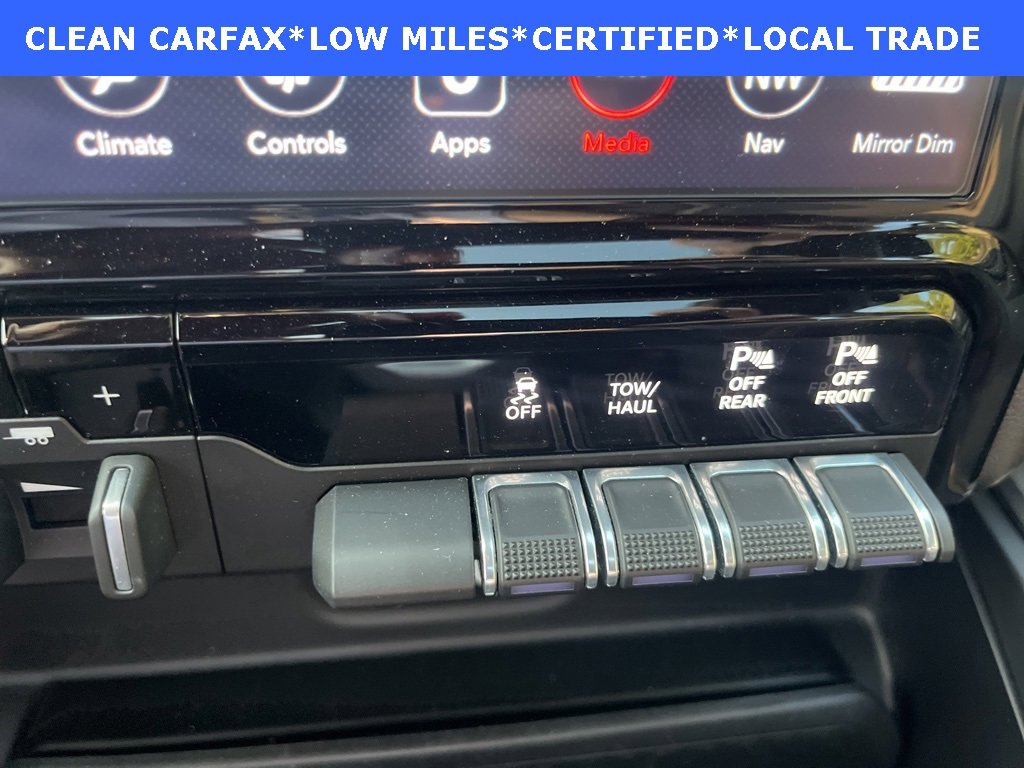 CLEAN CARFAX*LOW MILES*CERTIFIED*LOCAL TRADE
NW
Climate Controls Apps Media Nav Mirror Dim
+
OFF
TOW/
HAUL
P
OFF
REAR
P
OFF
FRONT